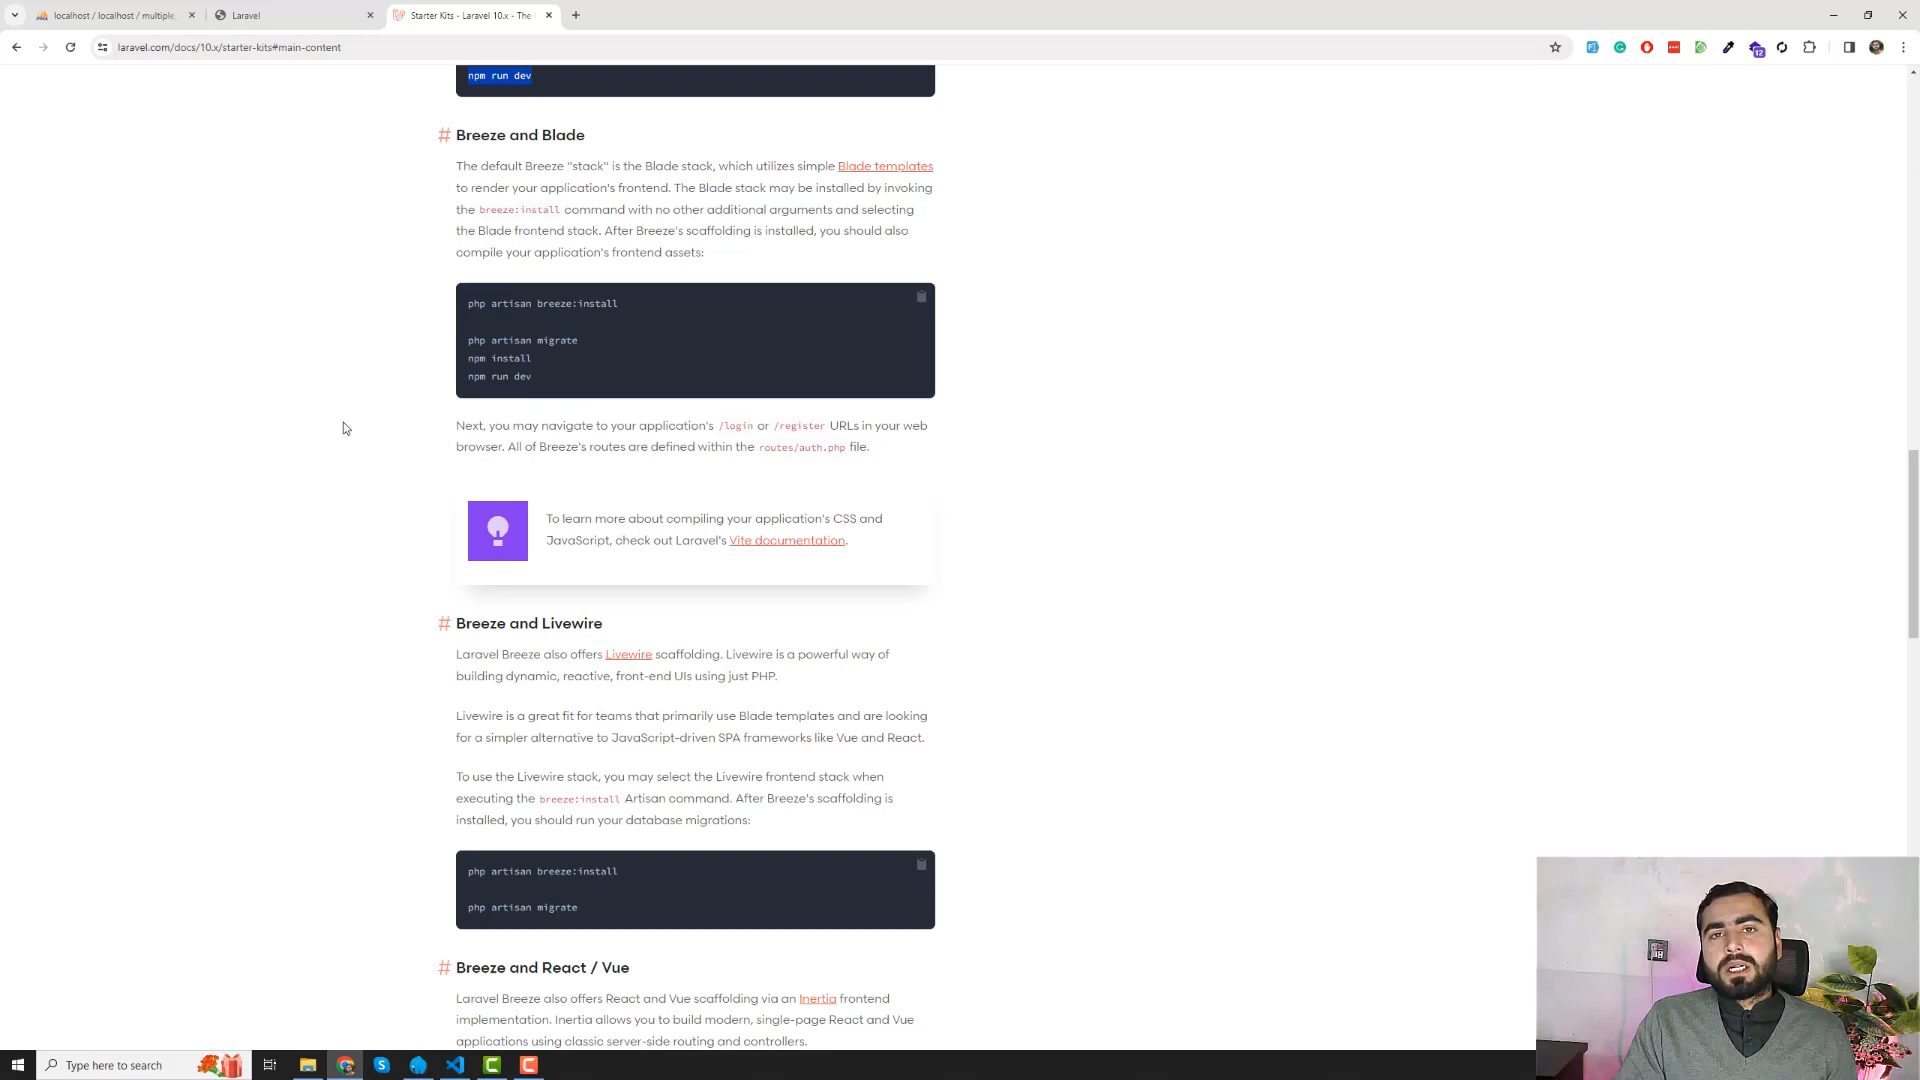 localhost / localhost / multiple_
Laravel
Starter Kits - Laravel 10.x - The
laravel.com/docs/10.x/starter-kits#main-content
12
npm run dev
# Breeze and Blade
The default Breeze "stack" is the Blade stack, which utilizes simple Blade templates
to render your application's frontend. The Blade stack may be installed by invoking
the breeze:install command with no other additional arguments and selecting
the Blade frontend stack. After Breeze's scaffolding is installed, you should also
compile your application's frontend assets:
php artisan breeze:install
php artisan migrate
npm install
npm run dev
Next, you may navigate to your application's /login or /register URLs in your web
browser. All of Breeze's routes are defined within the routes/auth.php file.
To learn more about compiling your application's CSS and
JavaScript, check out Laravel's Vite documentation.
# Breeze and Livewire
Laravel Breeze also offers Livewire scaffolding. Livewire is a powerful way of
building dynamic, reactive, front-end UIs using just PHP.
Livewire is a great fit for teams that primarily use Blade templates and are looking
for a simpler alternative to JavaScript-driven SPA frameworks like Vue and React.
To use the Livewire stack, you may select the Livewire frontend stack when
executing the breeze:install Artisan command. After Breeze's scaffolding is
installed, you should run your database migrations:
php artisan breeze:install
php artisan migrate
# Breeze and React / Vue
Laravel Breeze also offers React and Vue scaffolding via an Inertia frontend
implementation. Inertia allows you to build modern, single-page React and Vue
applications using classic server-side routing and controllers.
Type here to search